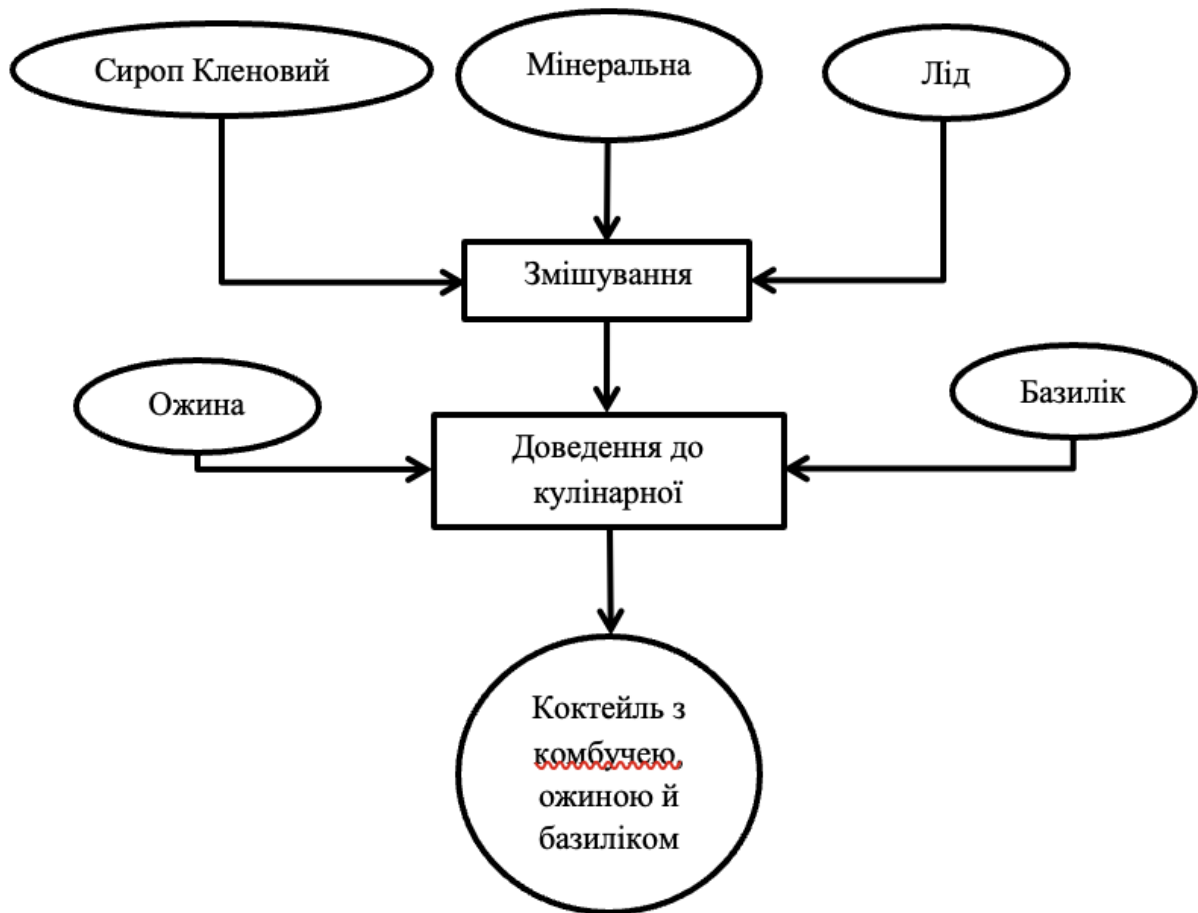 Сироп Кленовий
Мінеральна
Лід
Змішування
Ожина
Базилік
Доведення до
кулінарної
Коктейль з
комбучею,
ожиною й
базиліком